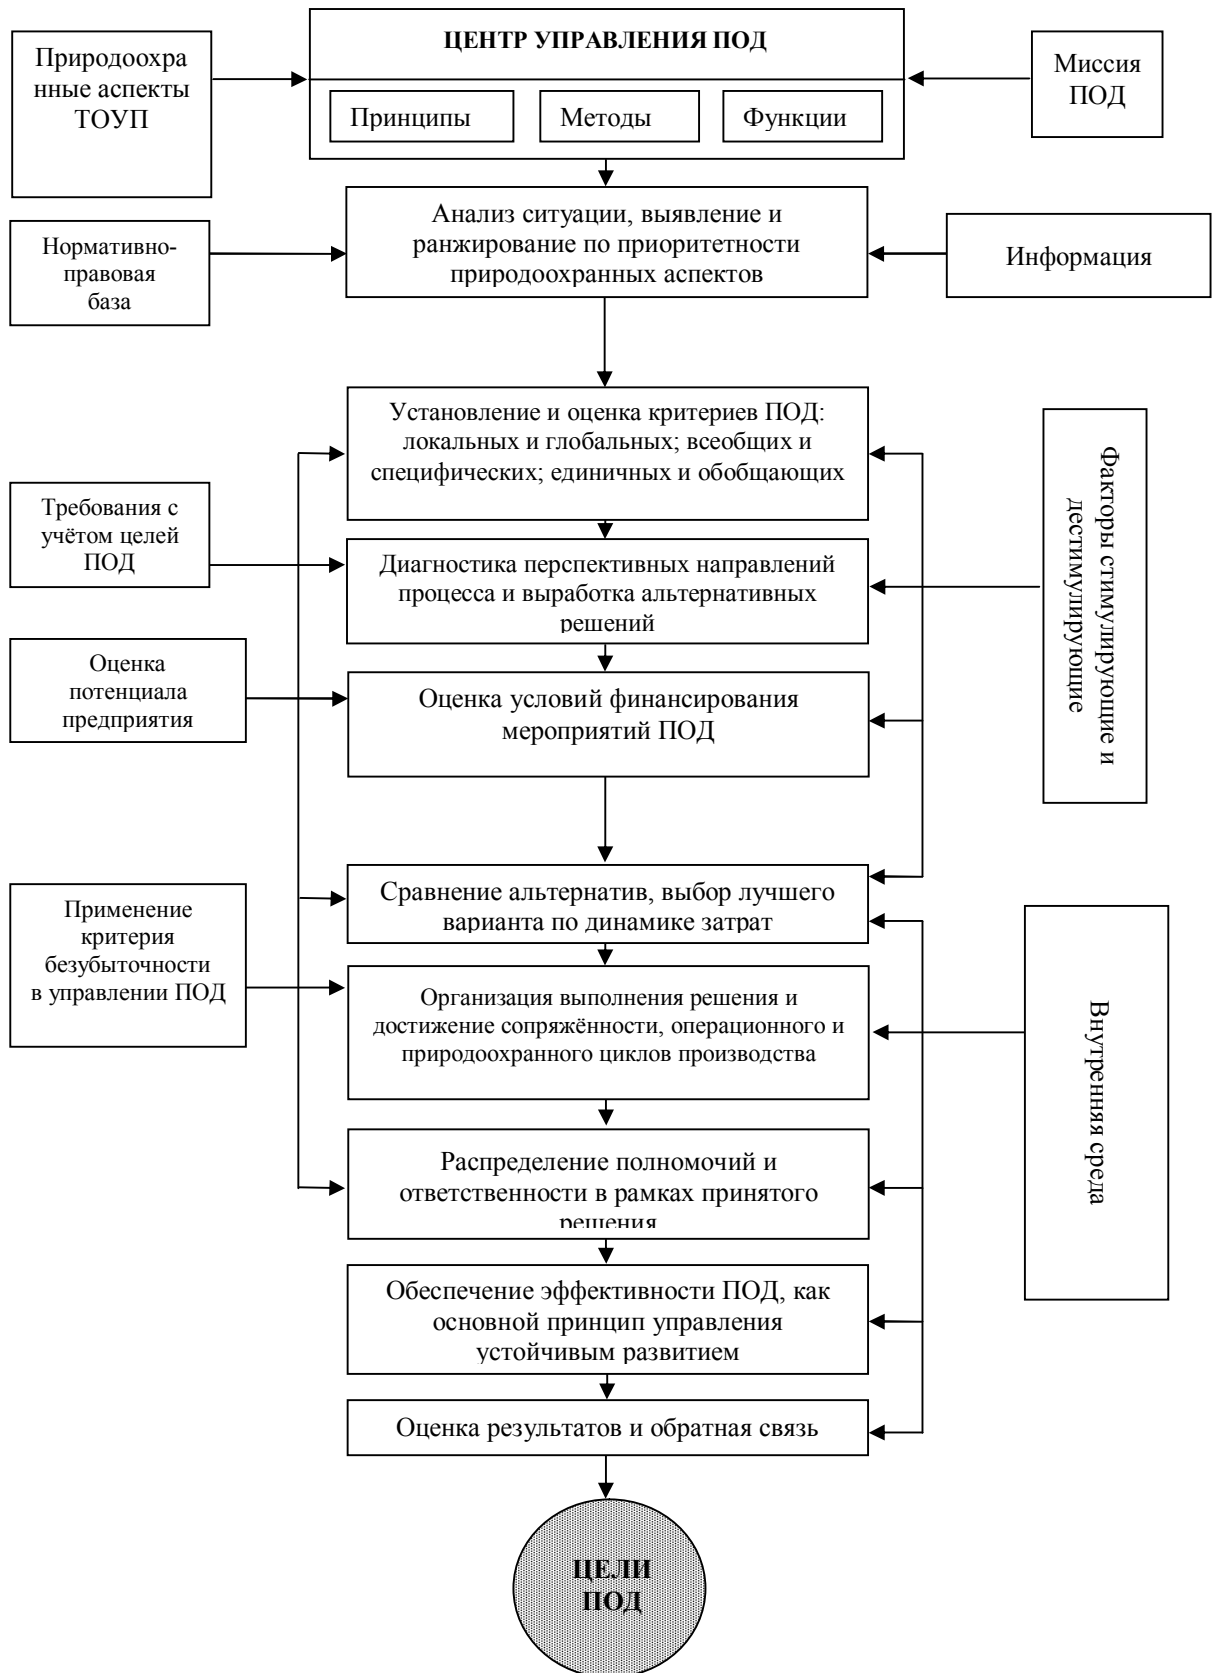 ЦЕНТР УПРАВЛЕНИЯ ПОД
Принципы
Методы
Функции
Природоохра
нные аспекты
ТОУП
Миссия
ПОД
Анализ ситуации, выявление и
ранжирование по приоритетности
природоохранных аспектов
Нормативно-
правовая
база
Информация
Установление и оценка критериев ПОД:
локальных и глобальных; всеобщих и
специфических; единичных и обобщающих
Факторы стимулирующие и
дестимулирующие
Требования с
учётом целей
ПОД
Диагностика перспективных направлений
процесса и выработка альтернативных
решений
Оценка
потенциала
предприятия
Оценка условий финансирования
мероприятий ПОД
Сравнение альтернатив, выбор лучшего
варианта по динамике затрат
Применение
критерия
безубыточности
в управлении ПОД
Организация выполнения решения и
достижение сопряжённости, операционного и
природоохранного циклов производства
Внутренняя среда
Распределение полномочий и
ответственности в рамках принятого
решения
Обеспечение эффективности ПОД, как
основной принцип управления
устойчивым развитием
Оценка результатов и обратная связь
ЦЕЛИ
ПОД